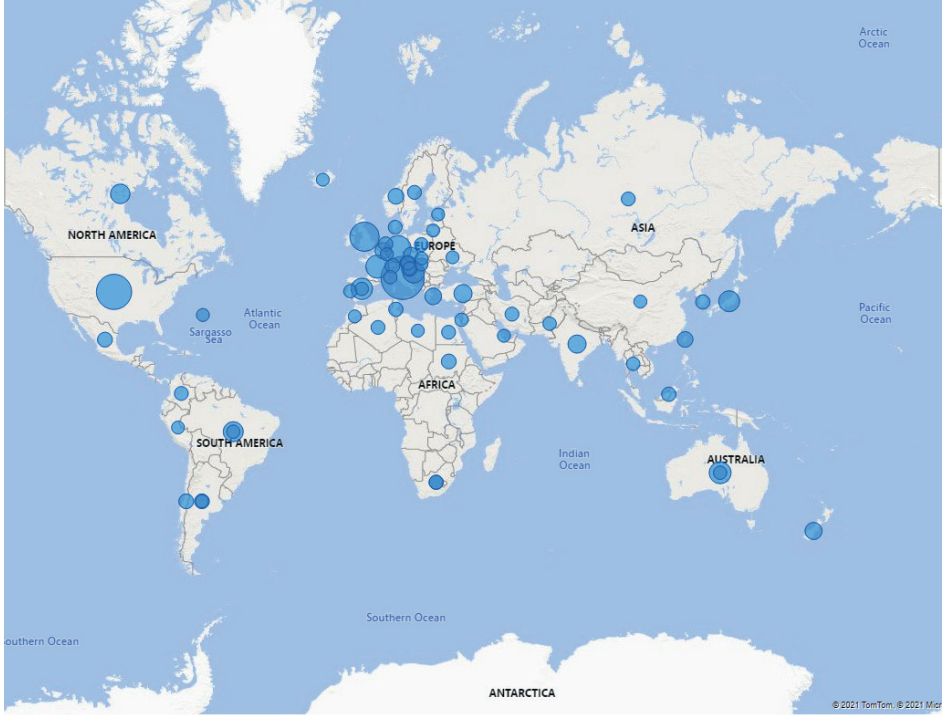 Arctic
Ocean
ASIA
NORTH AMERICA
EUROPE
Atlantic
Ocean
Pacific
Ocean
Sargasso
Sea
AFRICA
SOUTH AMERICA
Indian
Ocean
AUSTRALIA
Southern Ocean
outhern Ocean
ANTARCTICA
© 2021 TomTom, © 2021 Micr